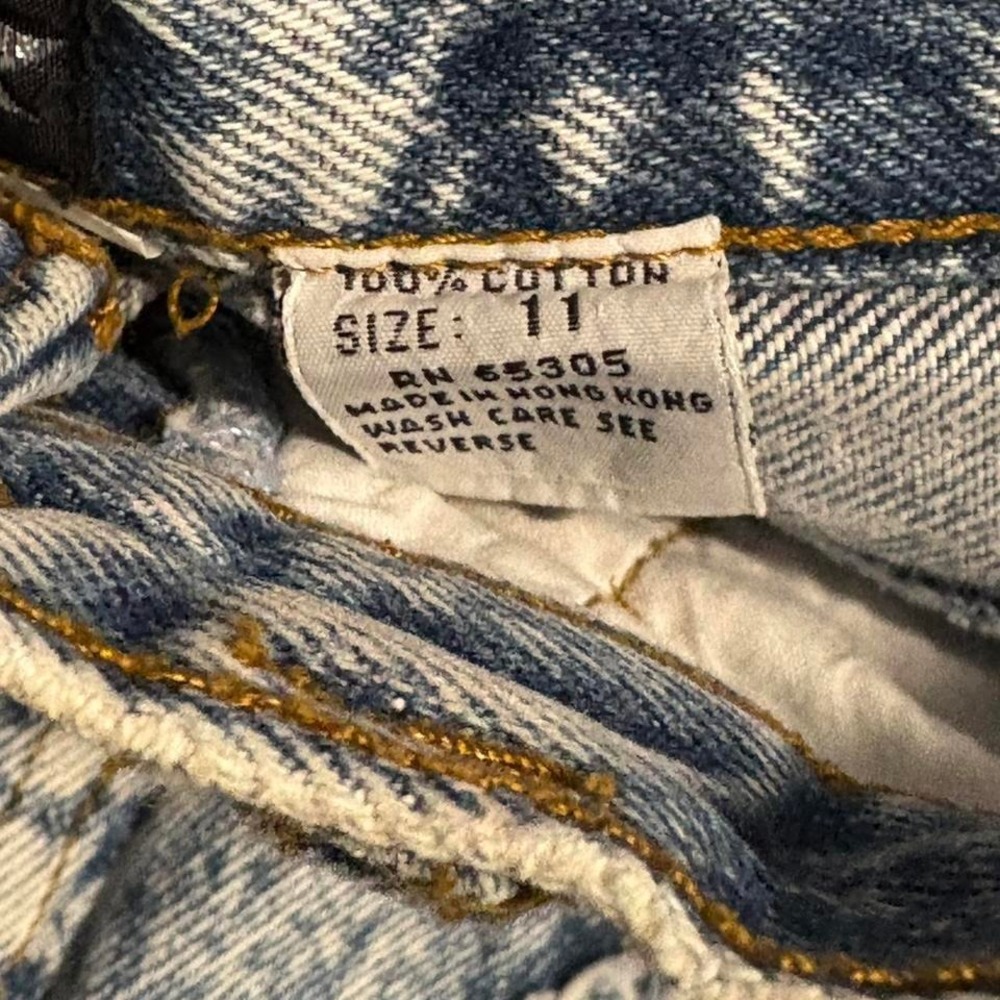 100% COTTON
SIZE: 11
RN 65305
MADE IN HONG KONG
WASH CARE SEE
REVERSE